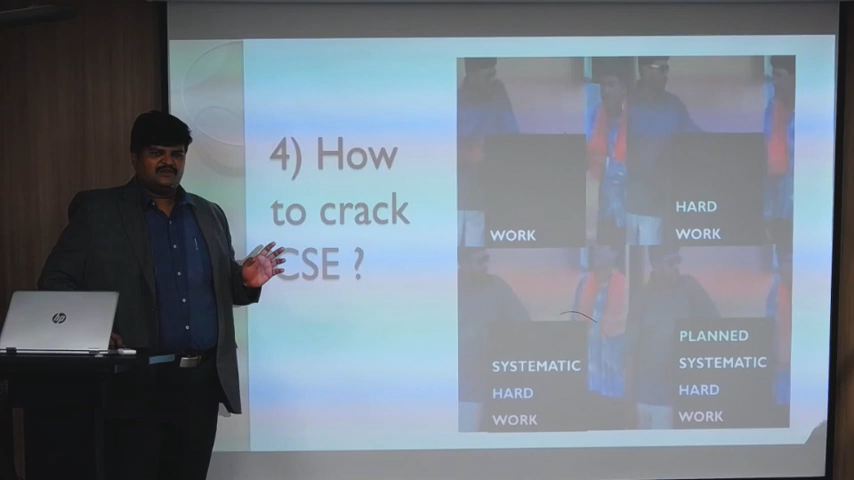 4) How
to crack
CSE ?
WORK
HARD
WORK
SYSTEMATIC
HARD
WORK
PLANNED
SYSTEMATIC
HARD
WORK
hp